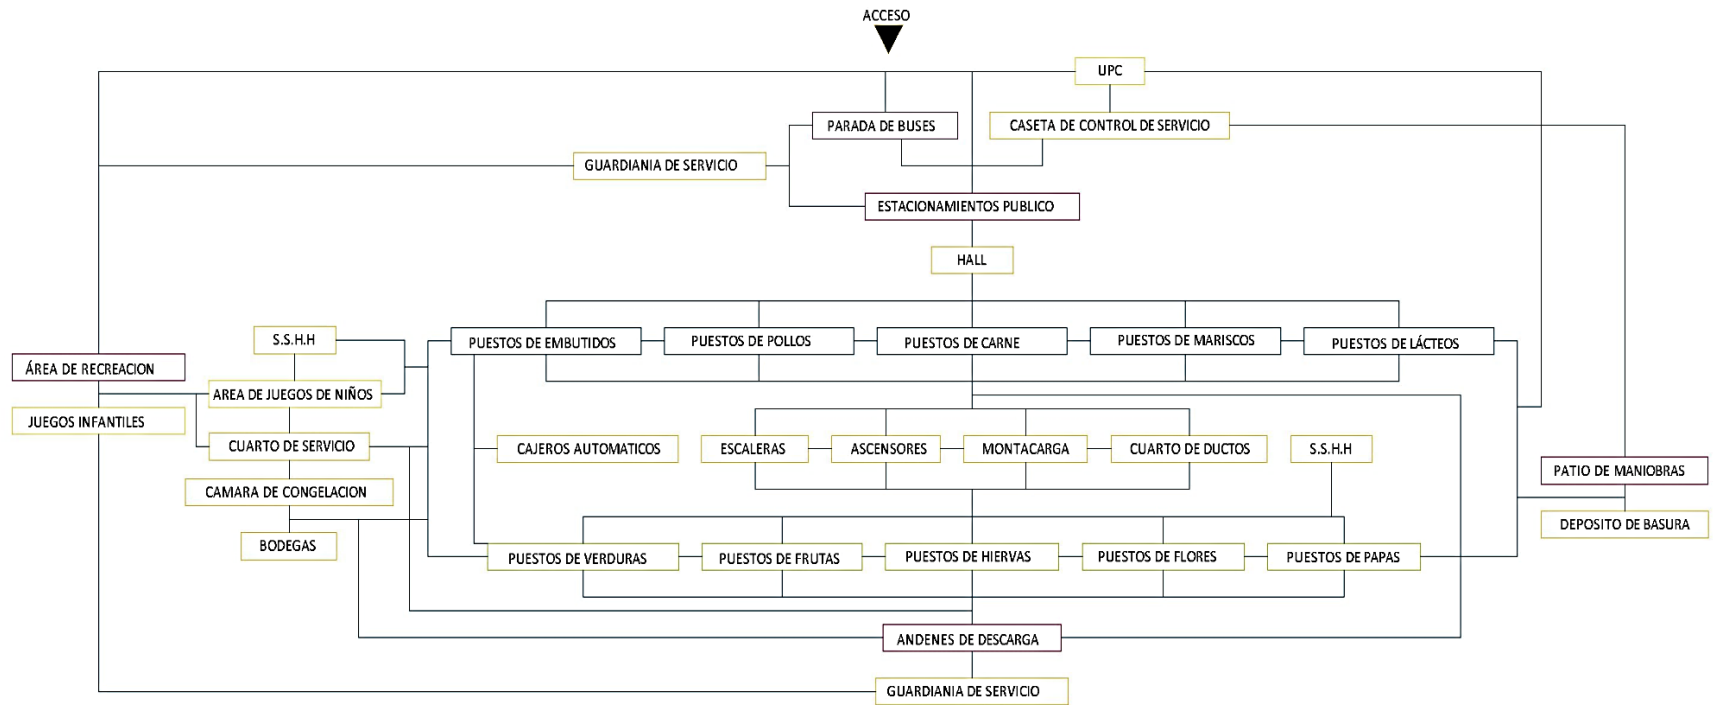 ACCESO
UPC
PARADA DE BUSES
CASETA DE CONTROL DE SERVICIO
GUARDIANIA DE SERVICIO
ESTACIONAMIENTOS PUBLICO
HALL
S.S.H.H
PUESTOS DE EMBUTIDOS
PUESTOS DE POLLOS
PUESTOS DE CARNE
PUESTOS DE MARISCOS
PUESTOS DE LÁCTEOS
ÁREA DE RECREACION
AREA DE JUEGOS DE NIÑOS
JUEGOS INFANTILES
CUARTO DE SERVICIO
CAJEROS AUTOMATICOS
ESCALERAS
ASCENSORES
MONTACARGA
CUARTO DE DUCTOS
S.S.H.H
PATIO DE MANIOBRAS
CAMARA DE CONGELACION
DEPOSITO DE BASURA
BODEGAS
PUESTOS DE VERDURAS
PUESTOS DE FRUTAS
PUESTOS DE HIERVAS
PUESTOS DE FLORES
PUESTOS DE PAPAS
ANDENES DE DESCARGA
GUARDIANIA DE SERVICIO